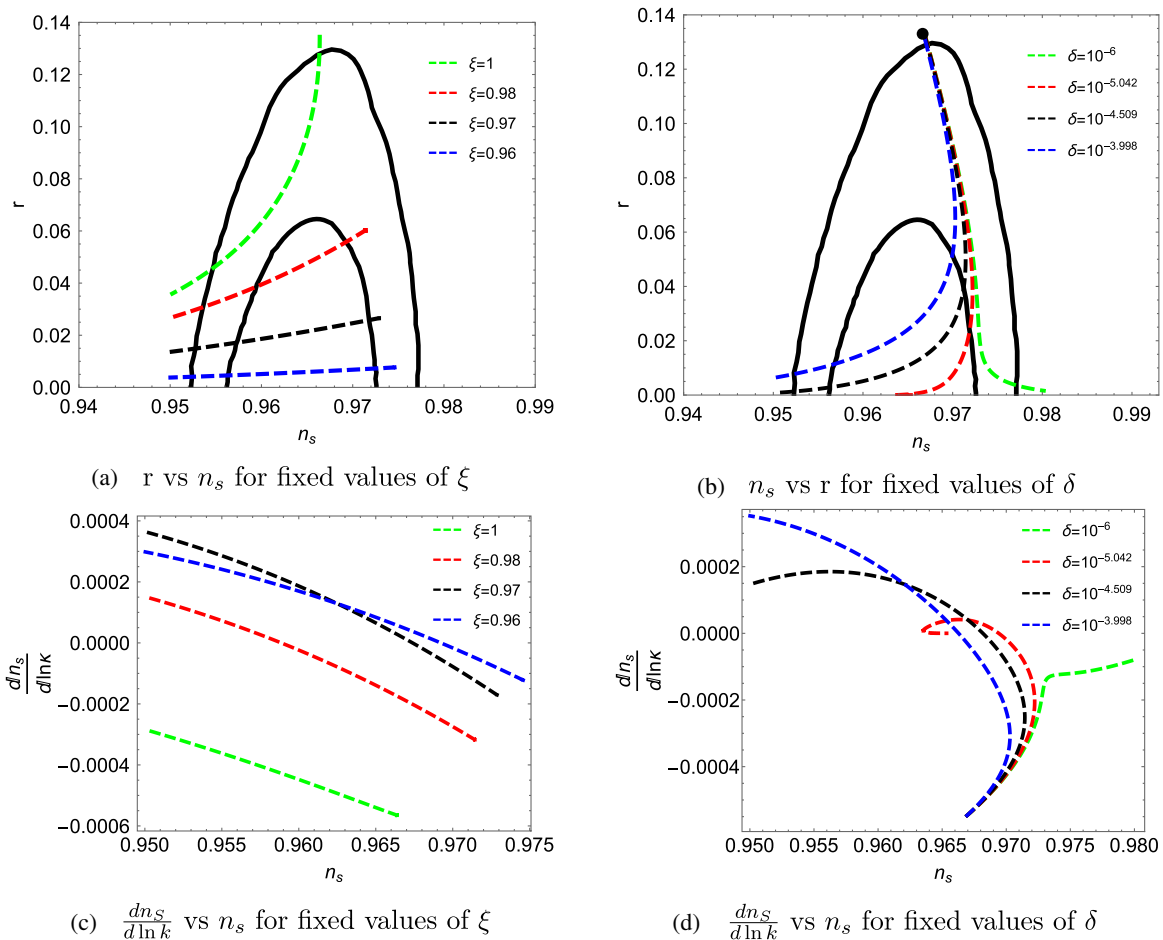 0.14
0.12
0.10
0.08
0.06
0.04
0.02
0.00
r
0.94 0.95 0.96 0.97 0.98 0.99
n_s
ξ=1
ξ=0.98
ξ=0.97
ξ=0.96
(a) r vs n_s for fixed values of ξ
0.14
0.12
0.10
0.08
0.06
0.04
0.02
0.00
r
0.94 0.95 0.96 0.97 0.98 0.99
n_s
δ=10^{-6}
δ=10^{-5.042}
δ=10^{-4.509}
δ=10^{-3.998}
(b) n_s vs r for fixed values of δ
0.0004
0.0002
0.0000
−0.0002
−0.0004
−0.0006
dn_s/dlnκ
0.950 0.955 0.960 0.965 0.970 0.975
n_s
ξ=1
ξ=0.98
ξ=0.97
ξ=0.96
(c) dn_S/d ln k vs n_s for fixed values of ξ
0.0002
0.0000
−0.0002
−0.0004
dn_s/dlnκ
0.950 0.955 0.960 0.965 0.970 0.975 0.980
n_s
δ=10^{-6}
δ=10^{-5.042}
δ=10^{-4.509}
δ=10^{-3.998}
(d) dn_S/d ln k vs n_s for fixed values of δ